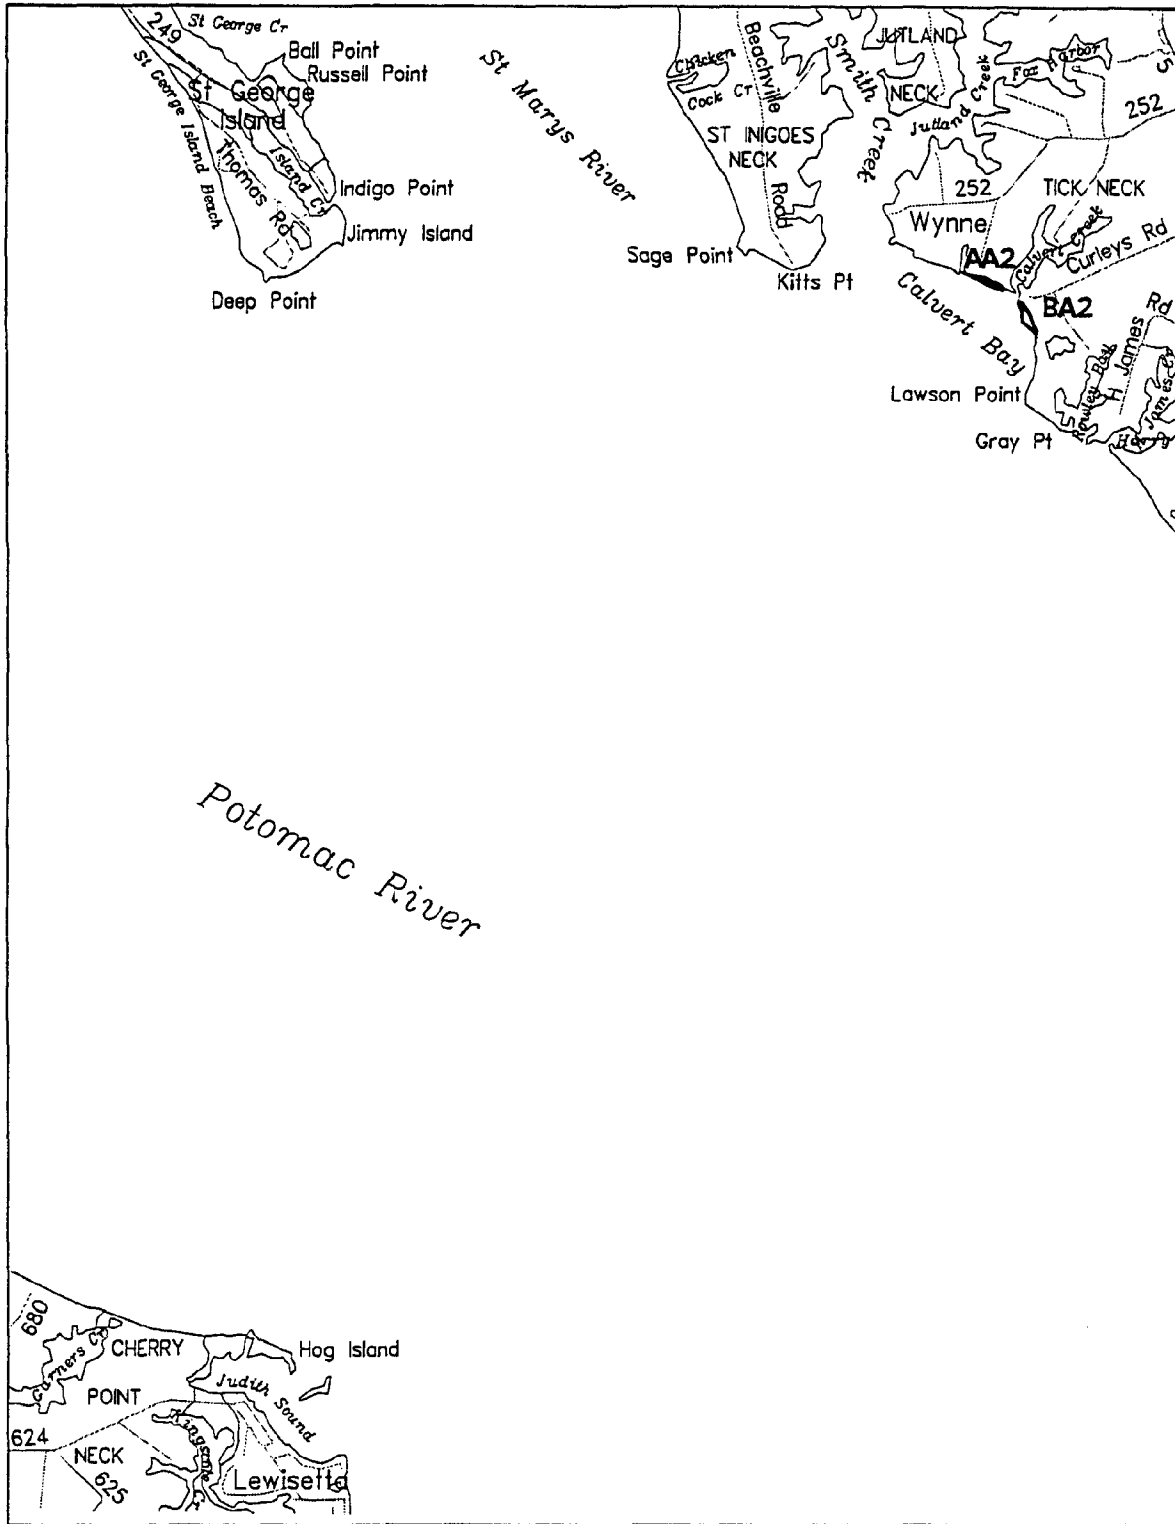 249
St George Cr
Ball Point
Russell Point
St George
Island
St George Island Beach
Thomas Rd
Island Cr
Indigo Point
Jimmy Island
Deep Point
St Marys River
Chicken
Cock Cr
Beachville
Road
ST INIGOES
NECK
Sage Point
Kitts Pt
Smith Creek
JUTLAND
NECK
Jutland Creek
Fox Harbor
252
252
TICK NECK
Wynne
AA2
Calvert Creek
Curleys Rd
BA2
Calvert Bay
H James Rd
Rowley Bay
Lawson Point
Gray Pt
James Cr
Potomac River
680
Garners Cr
CHERRY
POINT
NECK
Hog Island
Judith Sound
624
625
Kingscote Cr
Lewisetta